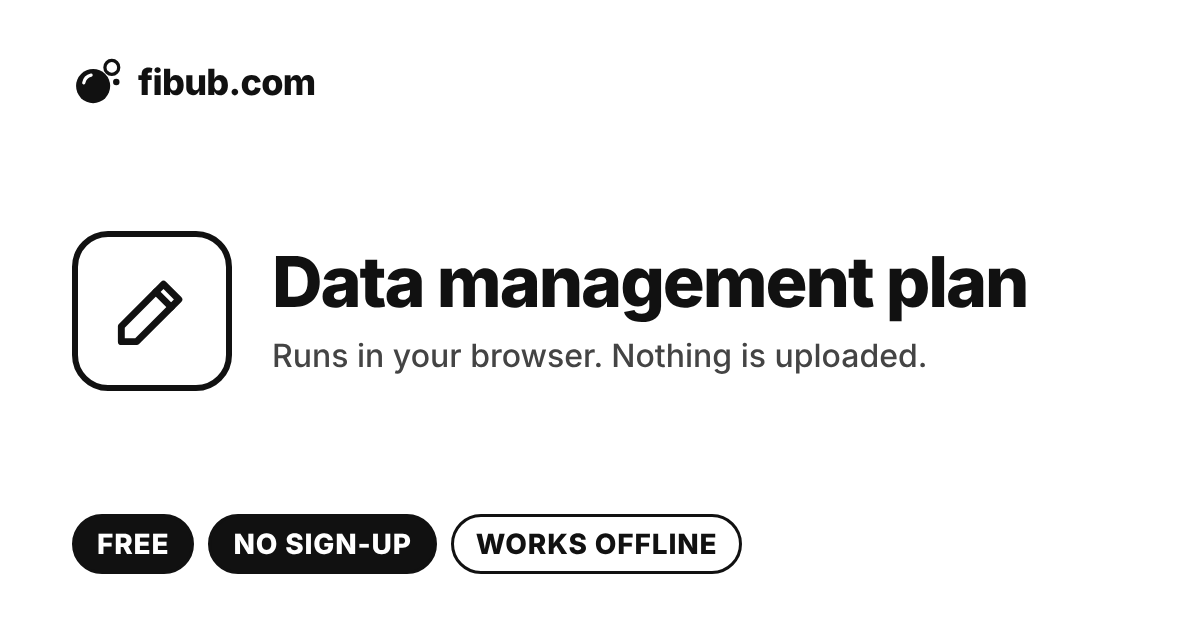 fibub.com
Data management plan
Runs in your browser. Nothing is uploaded.
FREE
NO SIGN-UP
WORKS OFFLINE